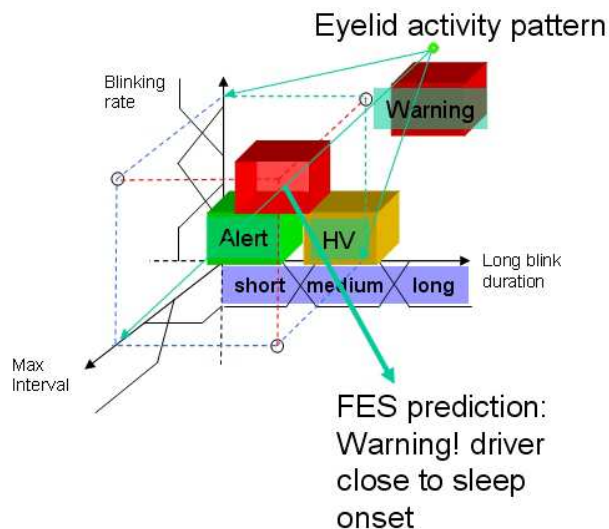 Eyelid activity pattern
Blinking
rate
Warning
Alert
HV
Long blink
duration
short
medium
long
Max
Interval
FES prediction:
Warning! driver
close to sleep
onset